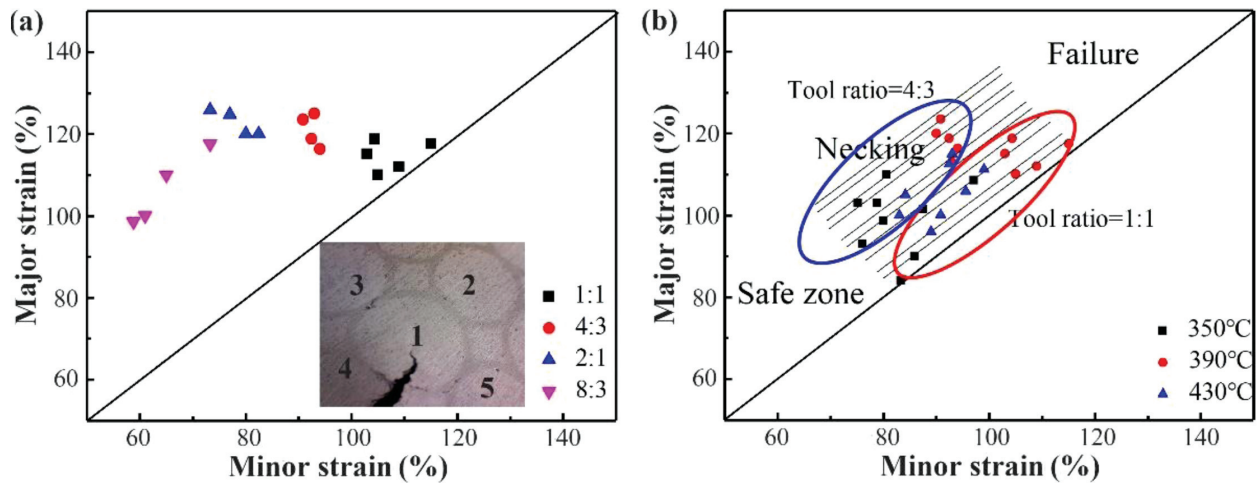 (a)
Major strain (%)
140
120
100
80
60
60
80
100
120
140
Minor strain (%)
3
2
1
4
5
1:1
4:3
2:1
8:3
(b)
Major strain (%)
140
120
100
80
60
60
80
100
120
140
Minor strain (%)
Failure
Tool ratio=4:3
Necking
Tool ratio=1:1
Safe zone
350°C
390°C
430°C